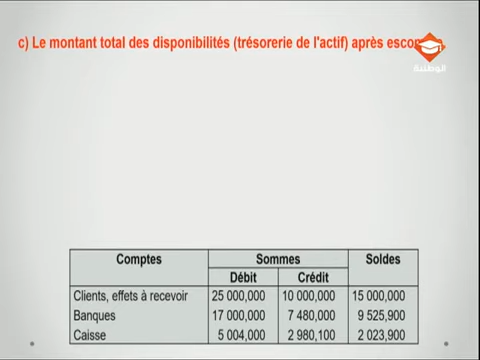 c) Le montant total des disponibilités (trésorerie de l'actif) après
الوطنية
Comptes Sommes Soldes
Débit Crédit
Clients, effets à recevoir 25 000,000 10 000,000 15 000,000
Banques 17 000,000 7 480,000 9 525,900
Caisse 5 004,000 2 980,100 2 023,900